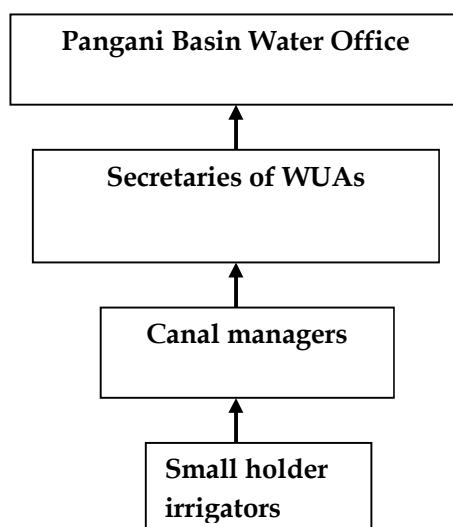 Pangani Basin Water Office
Secretaries of WUAs
Canal managers
Small holder
irrigators